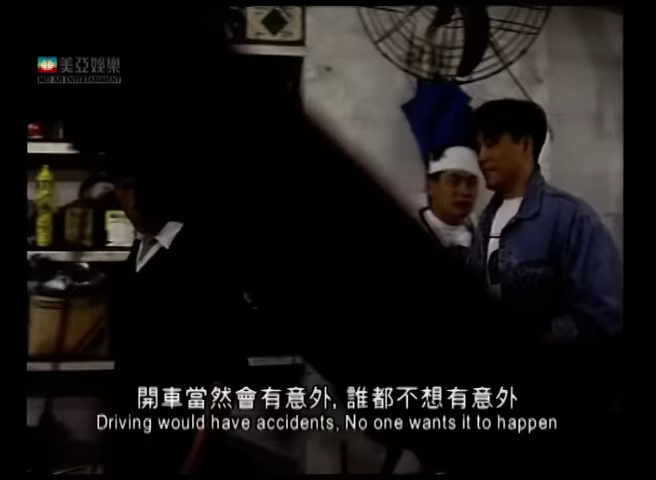 美亞娛樂
MEI AH ENTERTAINMENT
開車當然會有意外, 誰都不想有意外
Driving would have accidents, No one wants it to happen